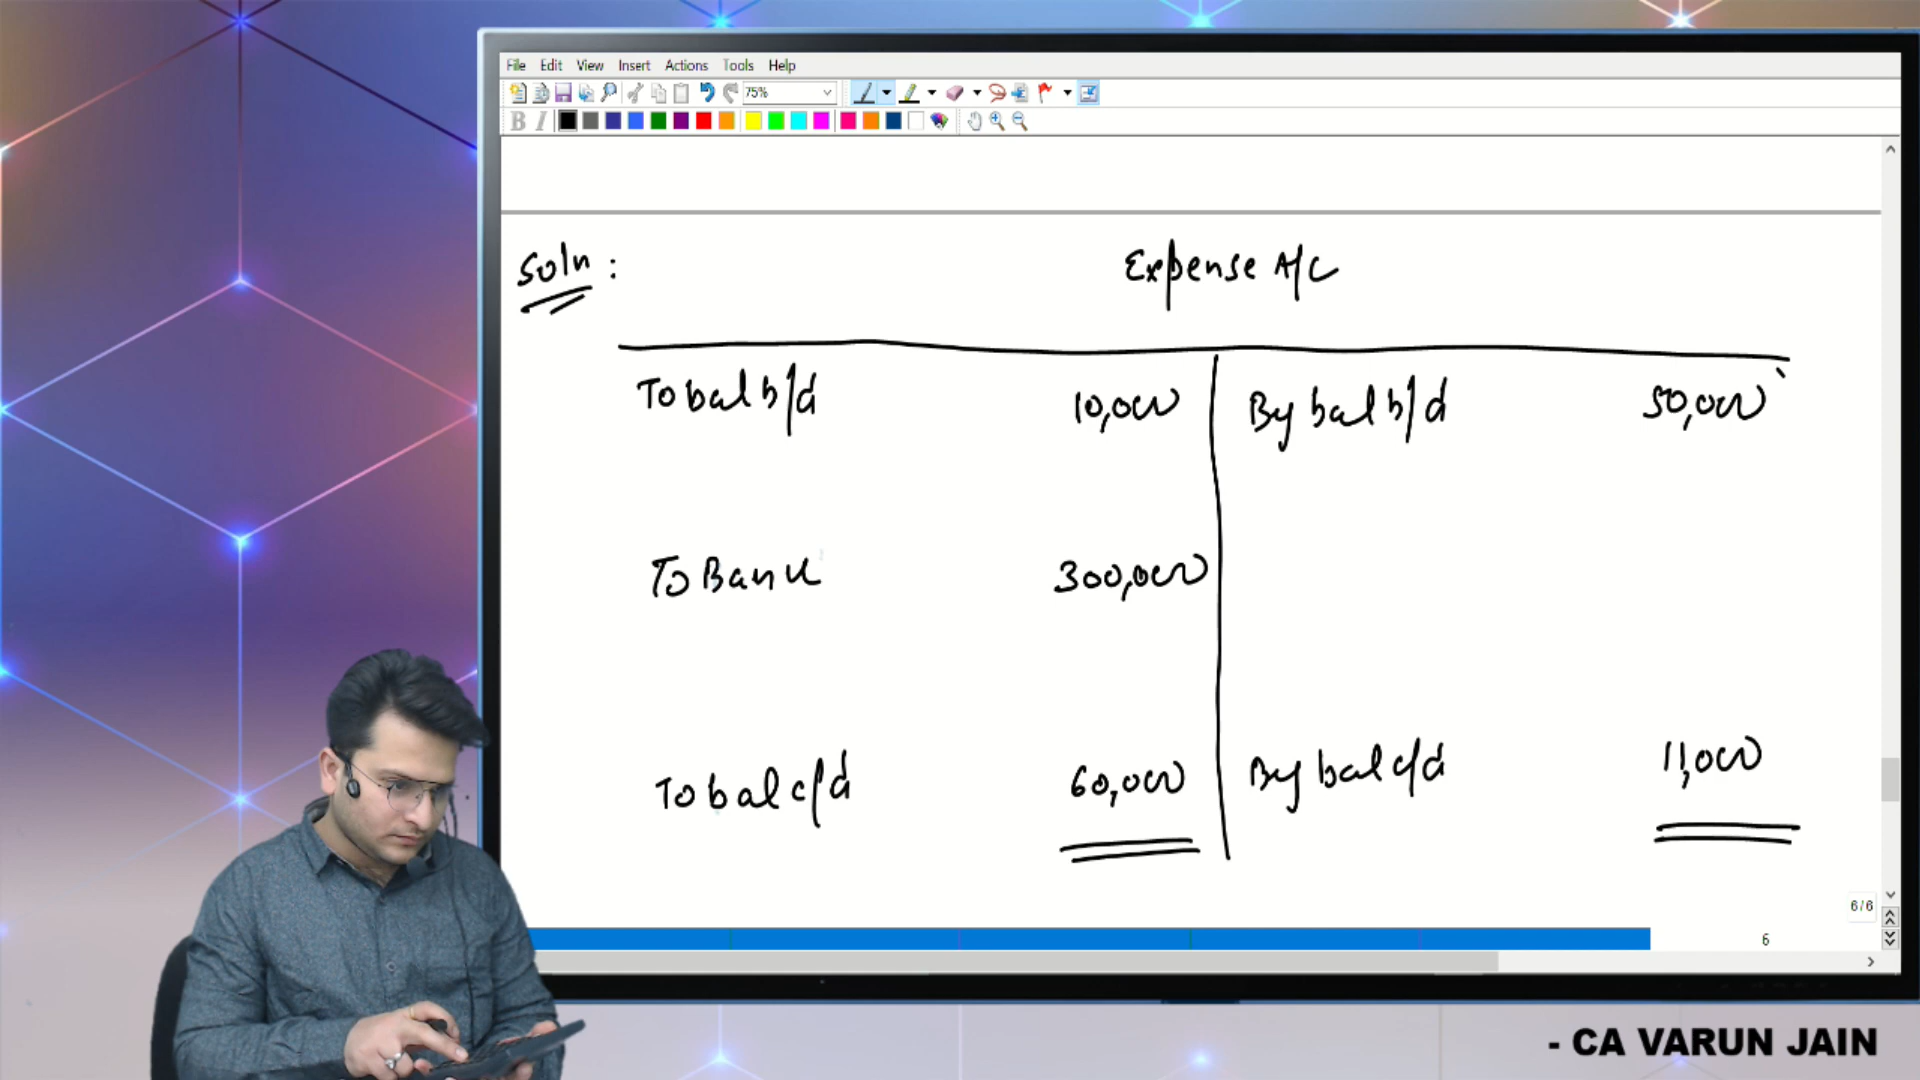 File Edit View Insert Actions Tools Help
75%
B I
Soln :
Expense A/C
To bal b/d 10,000 By bal b/d 50,000
To Bank 300,000
To bal c/d 60,000 By bal c/d 11,000
6/6
6
- CA VARUN JAIN